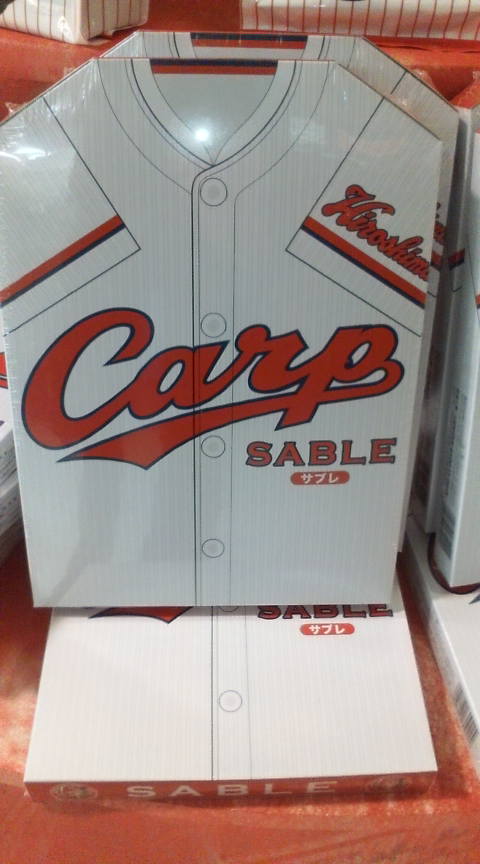 Hiroshima
Carp
SABLE
サブレ
SABLE
サブレ
SABLE